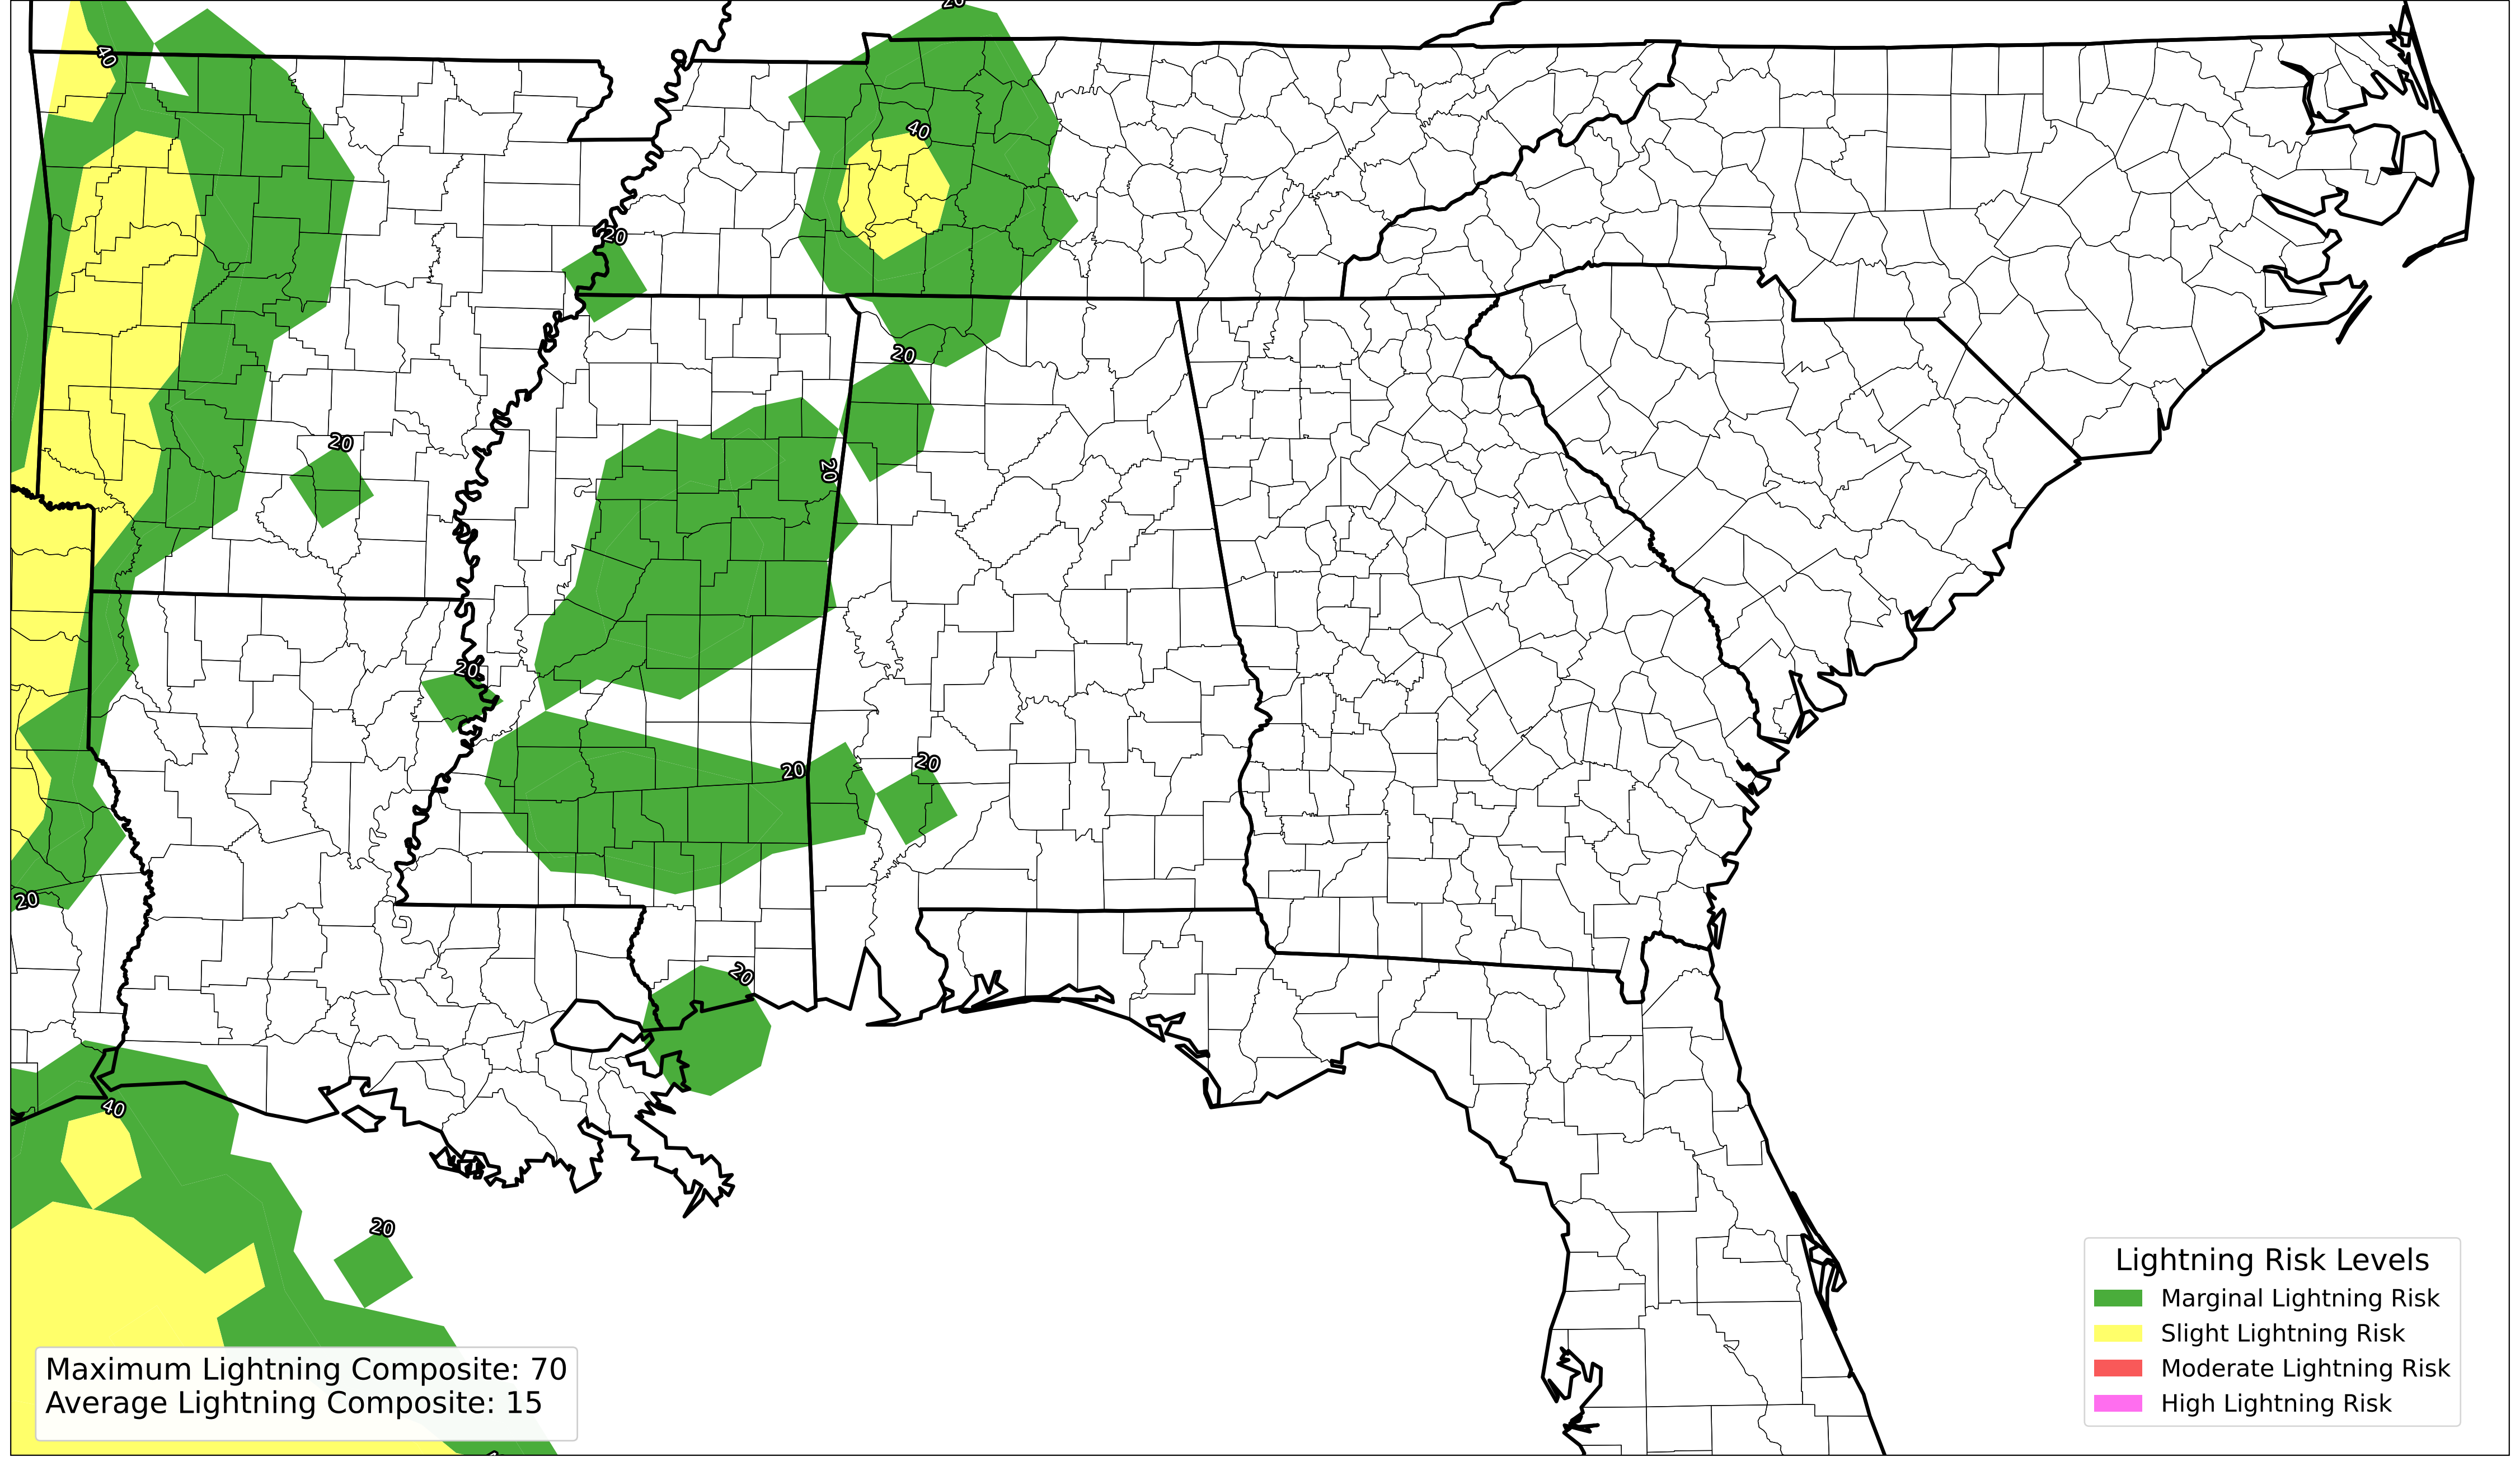 20
40
40
20
20
20
20
20
20
20
20
20
20
40
20
Lightning Risk Levels
Marginal Lightning Risk
Slight Lightning Risk
Moderate Lightning Risk
High Lightning Risk
Maximum Lightning Composite: 70
Average Lightning Composite: 15